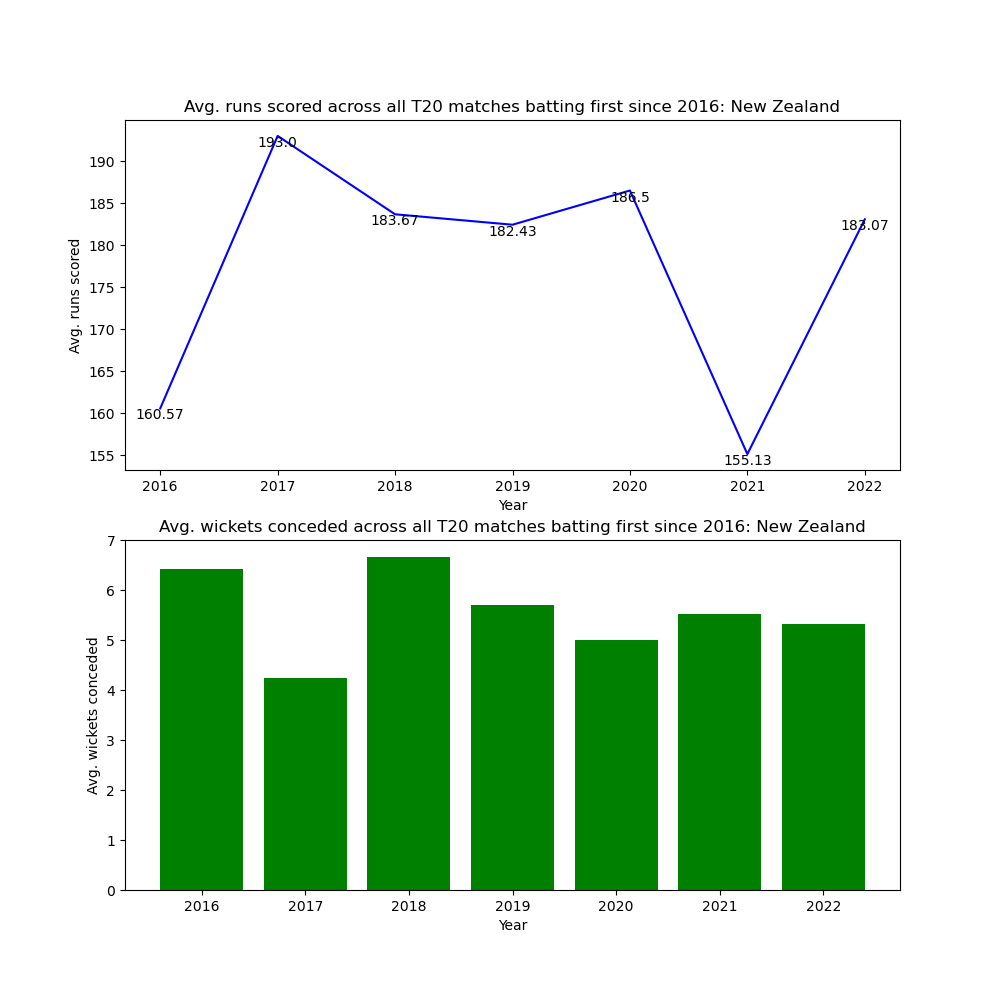 Avg. runs scored across all T20 matches batting first since 2016: New Zealand
Avg. runs scored
190
185
180
175
170
165
160
155
160.57
193.0
183.67
182.43
186.5
155.13
183.07
2016 2017 2018 2019 2020 2021 2022
Year
Avg. wickets conceded across all T20 matches batting first since 2016: New Zealand
Avg. wickets conceded
7
6
5
4
3
2
1
0
2016 2017 2018 2019 2020 2021 2022
Year